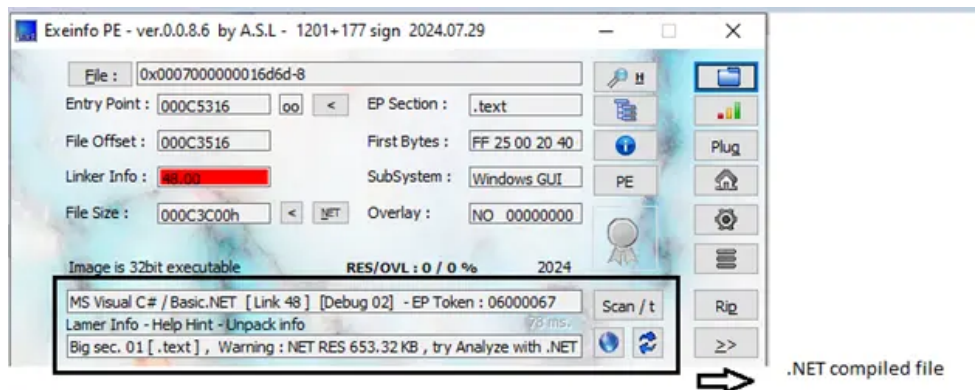 Exeinfo PE - ver.0.0.8.6 by A.S.L - 1201+177 sign 2024.07.29
File : 0x0007000000016d6d-8 H
Entry Point : 000C5316 oo < EP Section : .text
File Offset : 000C3516 First Bytes : FF 25 00 20 40 Plug
Linker Info : 48.00 SubSystem : Windows GUI PE
File Size : 000C3C00h < NET Overlay : NO 00000000
Image is 32bit executable RES/OVL : 0 / 0 % 2024
MS Visual C# / Basic.NET [ Link 48 ] [Debug 02] - EP Token : 06000067 Scan / t Rip
Lamer Info - Help Hint - Unpack info 78 ms.
Big sec. 01 [ .text ] , Warning : NET RES 653.32 KB , try Analyze with .NET >>
.NET compiled file